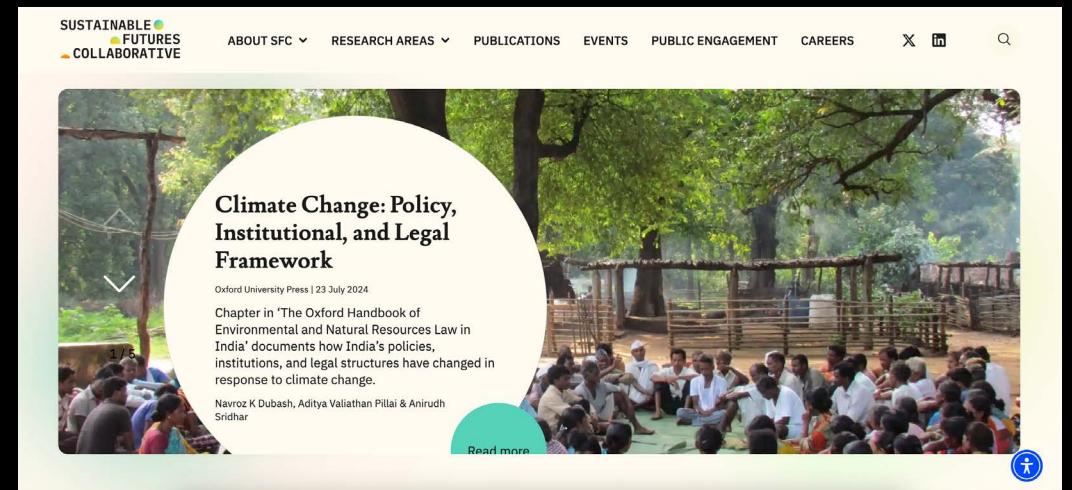 SUSTAINABLE
FUTURES
COLLABORATIVE
ABOUT SFC
RESEARCH AREAS
PUBLICATIONS
EVENTS
PUBLIC ENGAGEMENT
CAREERS
Climate Change: Policy,
Institutional, and Legal
Framework
Oxford University Press | 23 July 2024
Chapter in ‘The Oxford Handbook of
Environmental and Natural Resources Law in
India’ documents how India’s policies,
institutions, and legal structures have changed in
response to climate change.
Navroz K Dubash, Aditya Valiathan Pillai & Anirudh
Sridhar
1 / 5
Read more